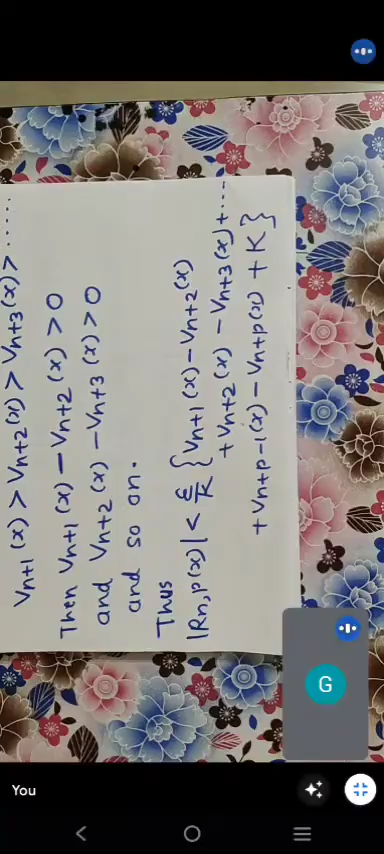 Vn+1 (x) > Vn+2 (x) > Vn+3 (x) > .....
Then Vn+1 (x) - Vn+2 (x) > 0
and Vn+2 (x) - Vn+3 (x) > 0
and so on.
Thus
|Rn,p(x)| < ε/K { Vn+1 (x) - Vn+2 (x)
+ Vn+2 (x) - Vn+3 (x) + ...
+ Vn+p-1(x) - Vn+p(x) + K }
G
You